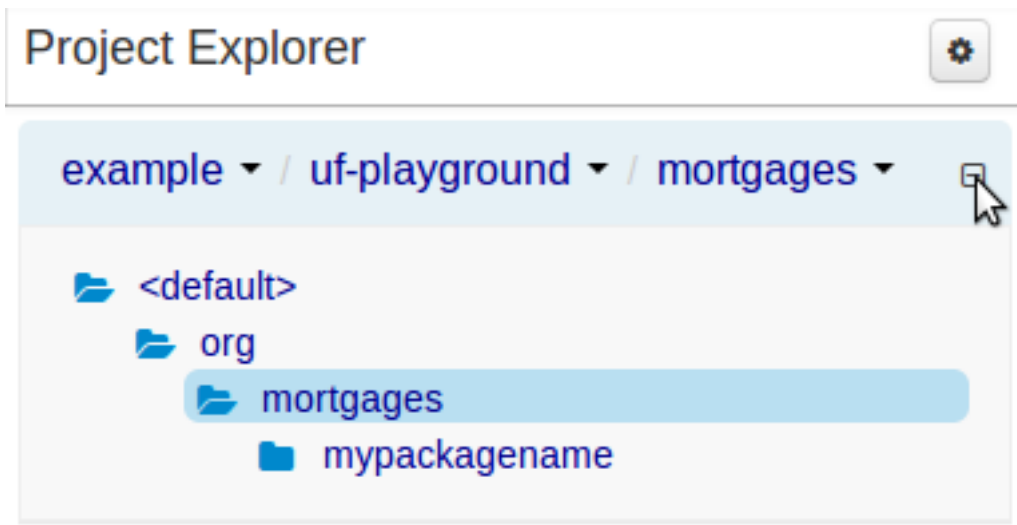 Project Explorer
example / uf-playground / mortgages
<default>
org
mortgages
mypackagename